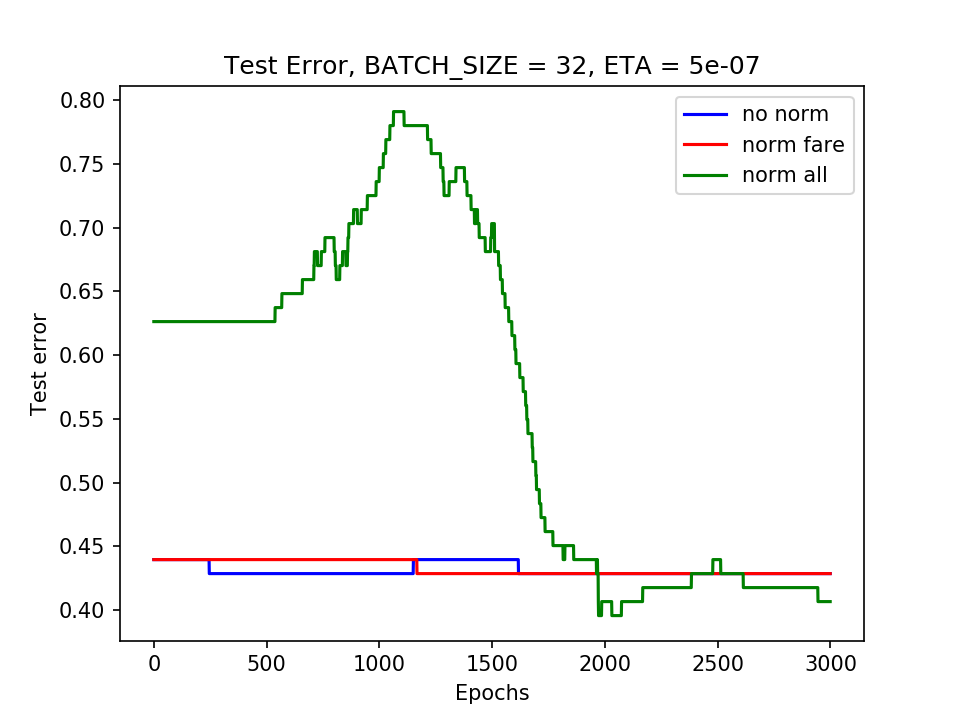 Test Error, BATCH_SIZE = 32, ETA = 5e-07
no norm
norm fare
norm all
0.80
0.75
0.70
0.65
0.60
0.55
0.50
0.45
0.40
Test error
0 500 1000 1500 2000 2500 3000
Epochs